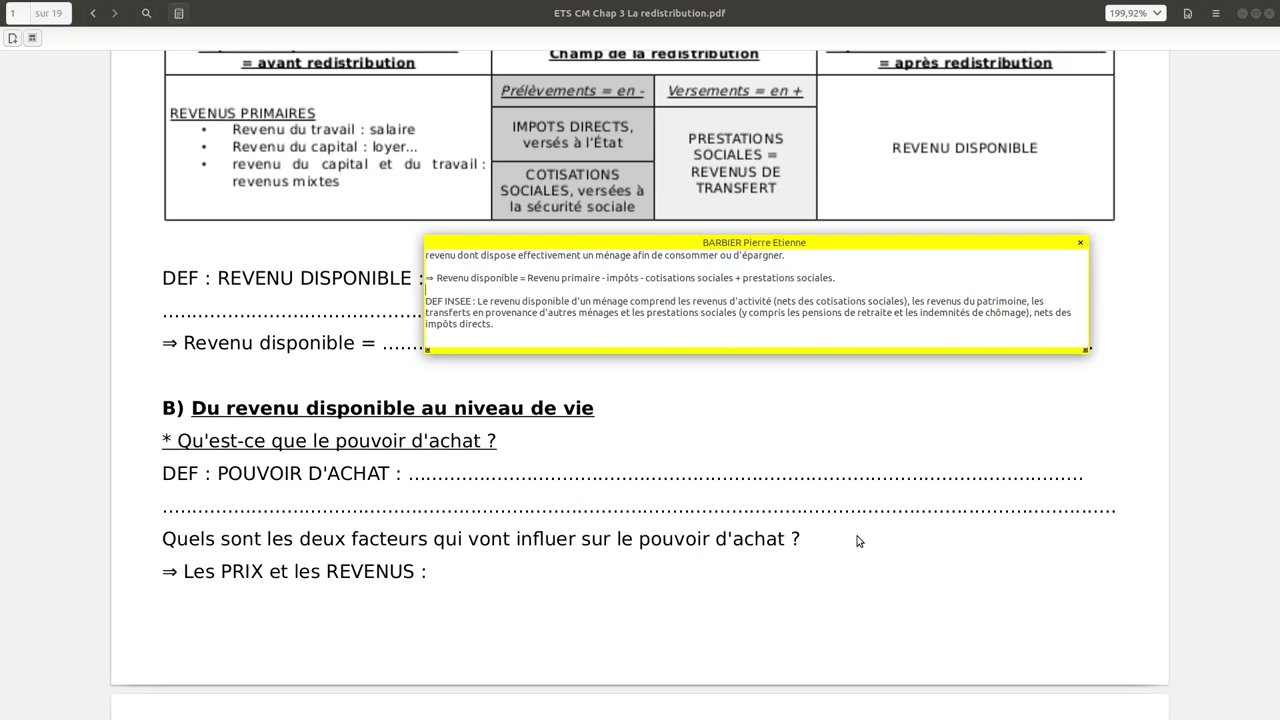 1 sur 19
ETS CM Chap 3 La redistribution.pdf
199,92%
= avant redistribution
Champ de la redistribution
= après redistribution
Prélèvements = en -
Versements = en +
REVENUS PRIMAIRES
• Revenu du travail : salaire
• Revenu du capital : loyer...
• revenu du capital et du travail :
revenus mixtes
IMPOTS DIRECTS,
versés à l'État
COTISATIONS
SOCIALES, versées à
la sécurité sociale
PRESTATIONS
SOCIALES =
REVENUS DE
TRANSFERT
REVENU DISPONIBLE
BARBIER Pierre Etienne
revenu dont dispose effectivement un ménage afin de consommer ou d'épargner.
⇒ Revenu disponible = Revenu primaire - impôts - cotisations sociales + prestations sociales.
DEF INSEE : Le revenu disponible d'un ménage comprend les revenus d'activité (nets des cotisations sociales), les revenus du patrimoine, les
transferts en provenance d'autres ménages et les prestations sociales (y compris les pensions de retraite et les indemnités de chômage), nets des
impôts directs.
DEF : REVENU DISPONIBLE :
⇒ Revenu disponible = .......
B) Du revenu disponible au niveau de vie
* Qu'est-ce que le pouvoir d'achat ?
DEF : POUVOIR D'ACHAT : ................................................
Quels sont les deux facteurs qui vont influer sur le pouvoir d'achat ?
⇒ Les PRIX et les REVENUS :